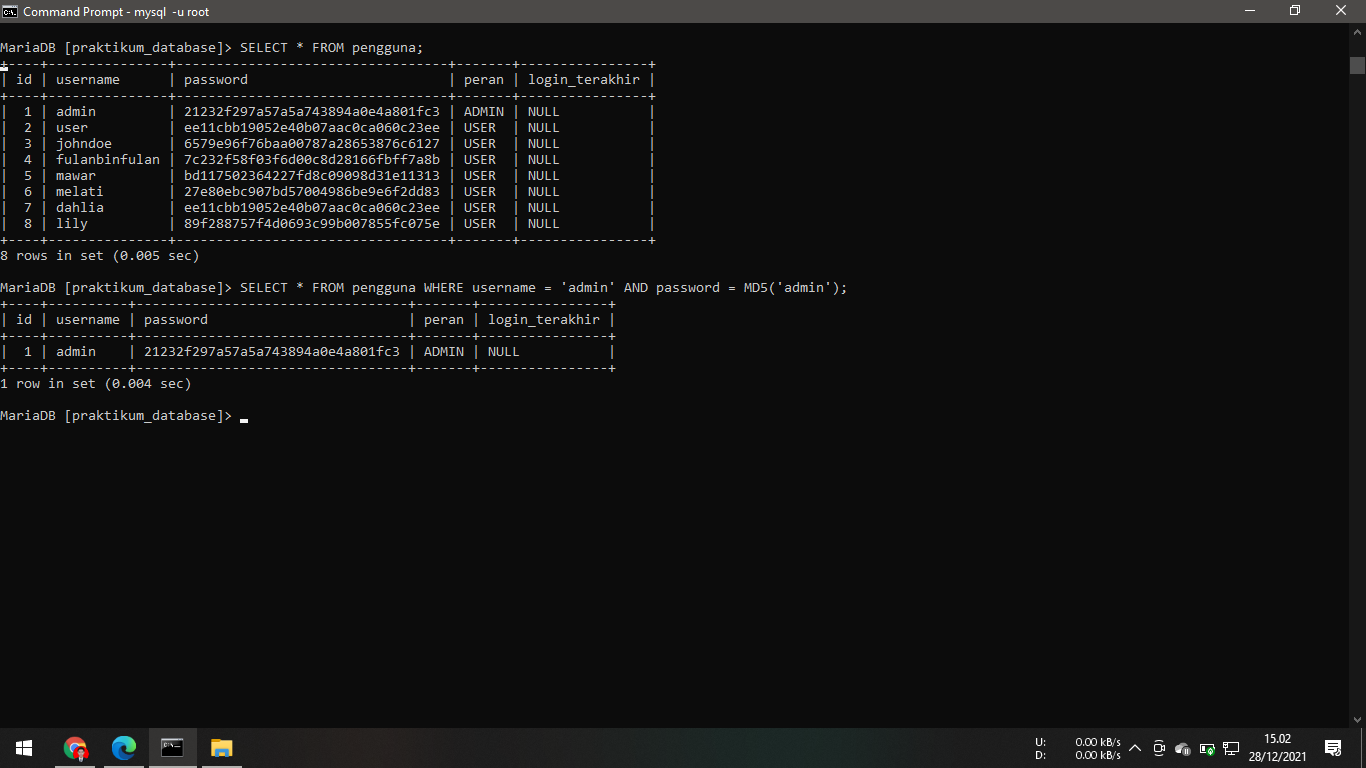 Command Prompt - mysql  -u root
MariaDB [praktikum_database]> SELECT * FROM pengguna;
+----+---------------+----------------------------------+-------+----------------+
| id | username      | password                         | peran | login_terakhir |
+----+---------------+----------------------------------+-------+----------------+
|  1 | admin         | 21232f297a57a5a743894a0e4a801fc3 | ADMIN | NULL           |
|  2 | user          | ee11cbb19052e40b07aac0ca060c23ee | USER  | NULL           |
|  3 | johndoe       | 6579e96f76baa00787a28653876c6127 | USER  | NULL           |
|  4 | fulanbinfulan | 7c232f58f03f6d00c8d28166fbff7a8b | USER  | NULL           |
|  5 | mawar         | bd117502364227fd8c09098d31e11313 | USER  | NULL           |
|  6 | melati        | 27e80ebc907bd57004986be9e6f2dd83 | USER  | NULL           |
|  7 | dahlia        | ee11cbb19052e40b07aac0ca060c23ee | USER  | NULL           |
|  8 | lily          | 89f288757f4d0693c99b007855fc075e | USER  | NULL           |
+----+---------------+----------------------------------+-------+----------------+
8 rows in set (0.005 sec)
MariaDB [praktikum_database]> SELECT * FROM pengguna WHERE username = 'admin' AND password = MD5('admin');
+----+----------+----------------------------------+-------+----------------+
| id | username | password                         | peran | login_terakhir |
+----+----------+----------------------------------+-------+----------------+
|  1 | admin    | 21232f297a57a5a743894a0e4a801fc3 | ADMIN | NULL           |
+----+----------+----------------------------------+-------+----------------+
1 row in set (0.004 sec)
MariaDB [praktikum_database]>
U: 0.00 kB/s
D: 0.00 kB/s
15.02
28/12/2021